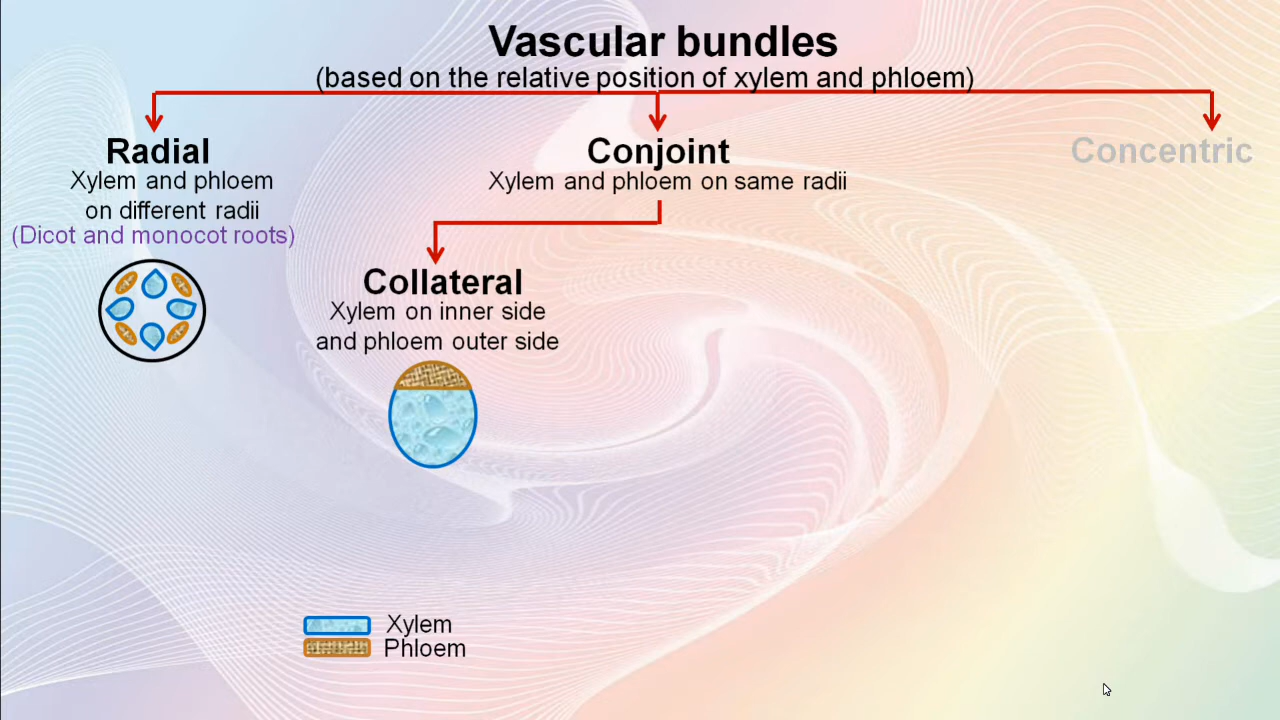 Vascular bundles
(based on the relative position of xylem and phloem)
Radial
Xylem and phloem
on different radii
(Dicot and monocot roots)
Conjoint
Xylem and phloem on same radii
Concentric
Collateral
Xylem on inner side
and phloem outer side
Xylem
Phloem